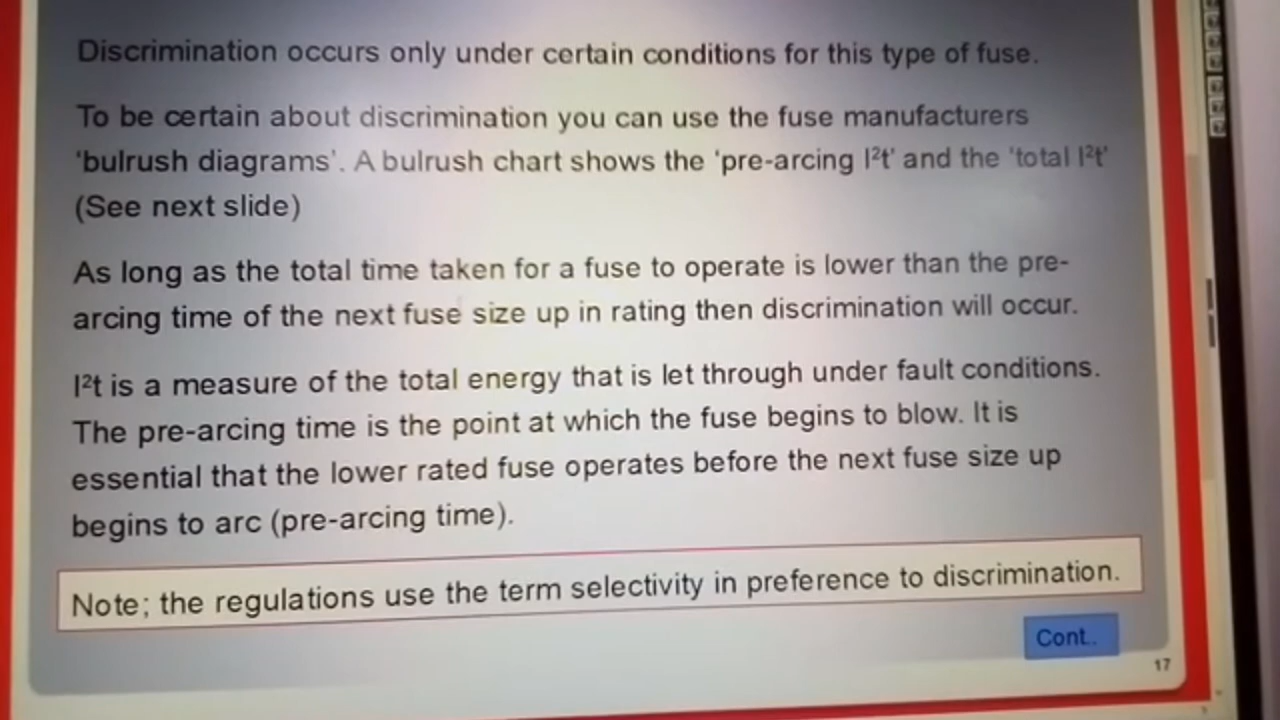 Discrimination occurs only under certain conditions for this type of fuse.
To be certain about discrimination you can use the fuse manufacturers
'bulrush diagrams'. A bulrush chart shows the 'pre-arcing I²t' and the 'total I²t'
(See next slide)
As long as the total time taken for a fuse to operate is lower than the pre-
arcing time of the next fuse size up in rating then discrimination will occur.
I²t is a measure of the total energy that is let through under fault conditions.
The pre-arcing time is the point at which the fuse begins to blow. It is
essential that the lower rated fuse operates before the next fuse size up
begins to arc (pre-arcing time).
Note; the regulations use the term selectivity in preference to discrimination.
Cont..
17